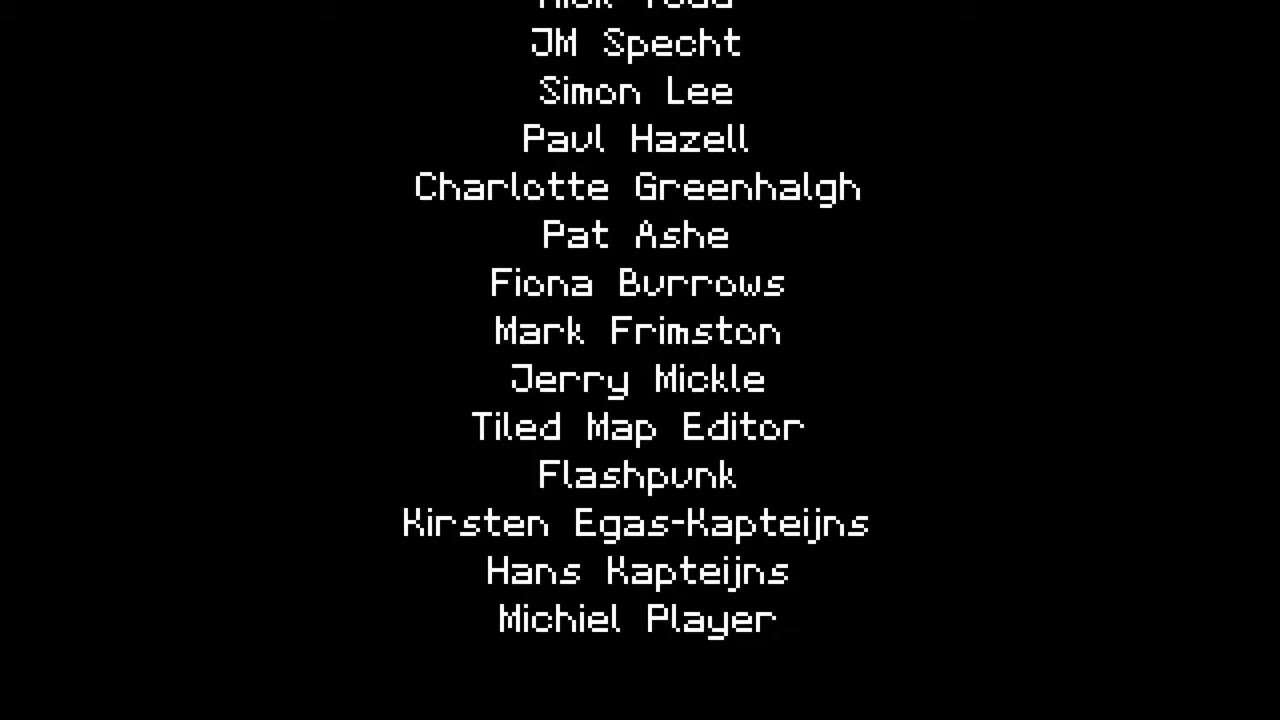 JM Specht
Simon Lee
Paul Hazell
Charlotte Greenhalgh
Pat Ashe
Fiona Burrows
Mark Frimston
Jerry Mickle
Tiled Map Editor
Flashpunk
Kirsten Egas-Kapteijns
Hans Kapteijns
Michiel Player